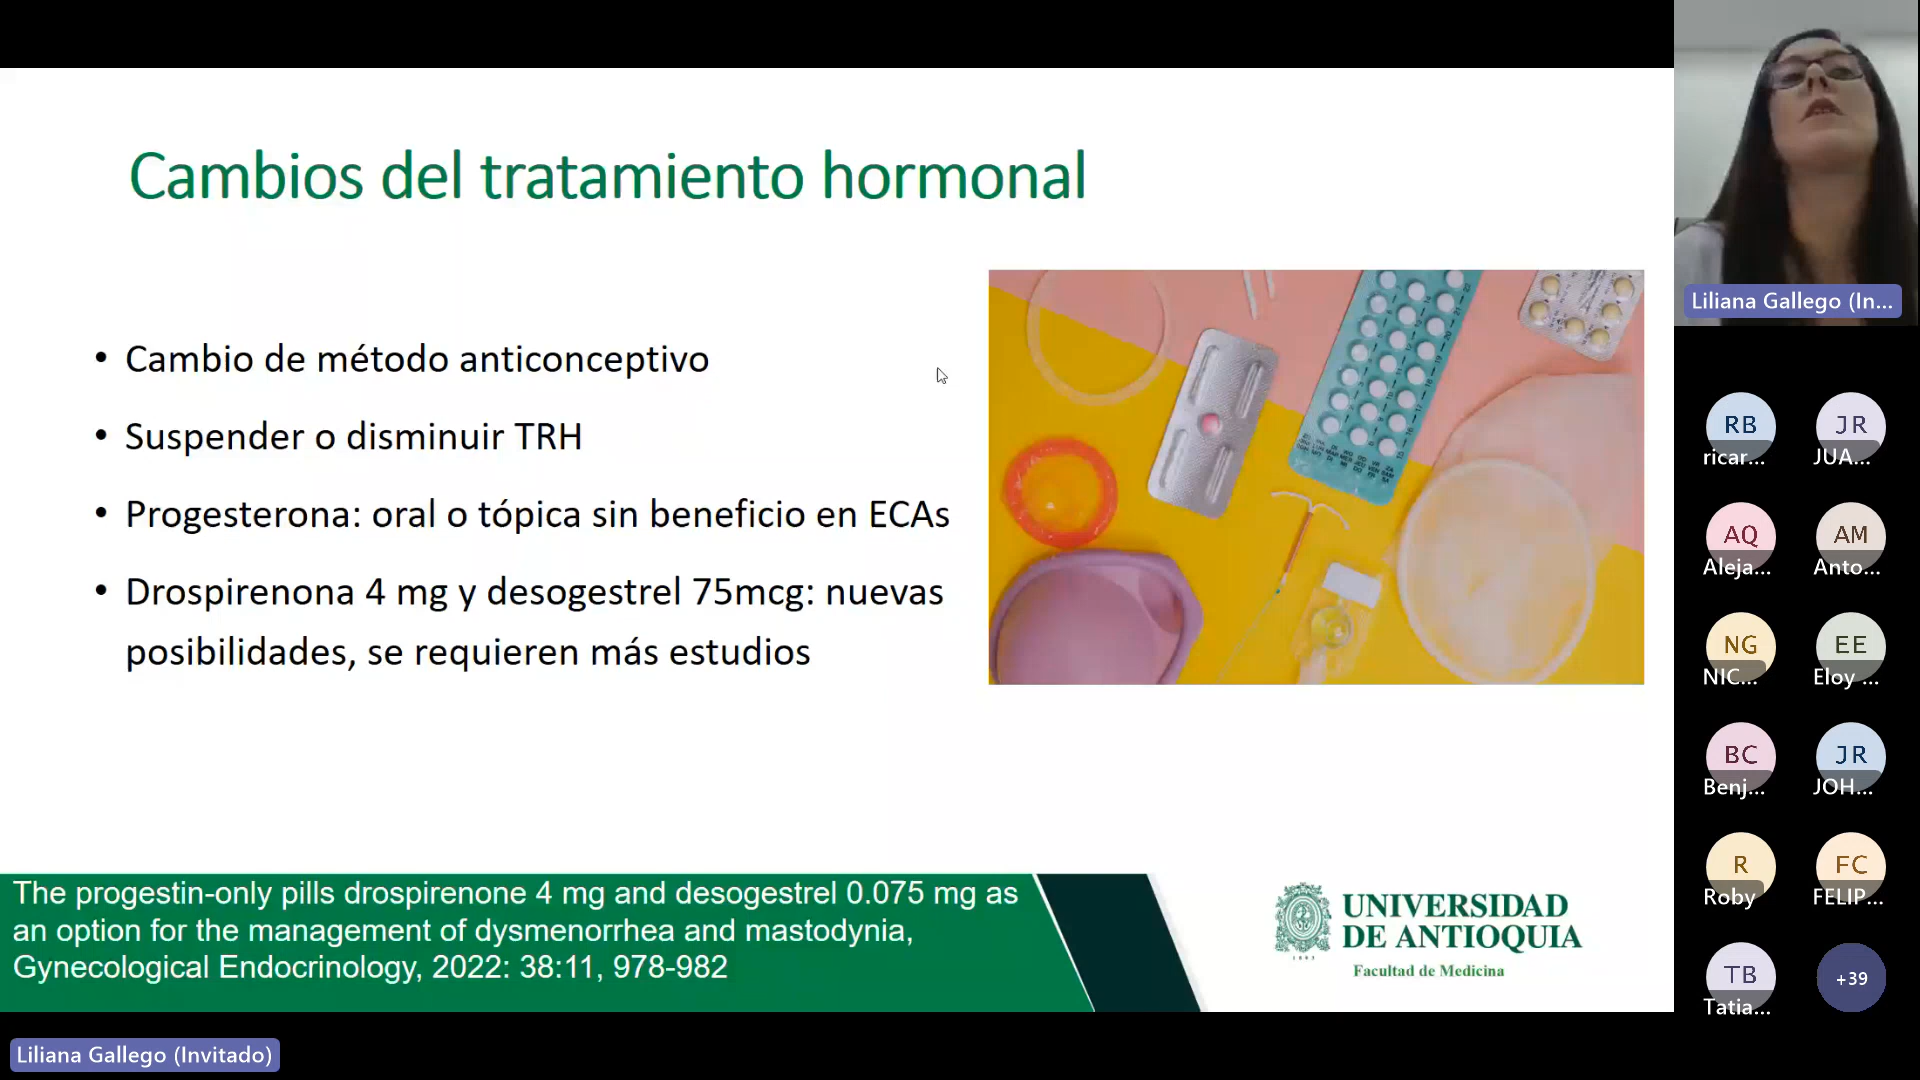 Cambios del tratamiento hormonal
• Cambio de método anticonceptivo
• Suspender o disminuir TRH
• Progesterona: oral o tópica sin beneficio en ECAs
• Drospirenona 4 mg y desogestrel 75mcg: nuevas
posibilidades, se requieren más estudios
The progestin-only pills drospirenone 4 mg and desogestrel 0.075 mg as
an option for the management of dysmenorrhea and mastodynia,
Gynecological Endocrinology, 2022: 38:11, 978-982
UNIVERSIDAD
DE ANTIOQUIA
1803
Facultad de Medicina
Liliana Gallego (Invitado)
Liliana Gallego (In...
RB
ricar...
JR
JUA...
AQ
Aleja...
AM
Anto...
NG
NIC...
EE
Eloy ...
BC
Benj...
JR
JOH...
R
Roby
FC
FELIP...
TB
Tatia...
+39